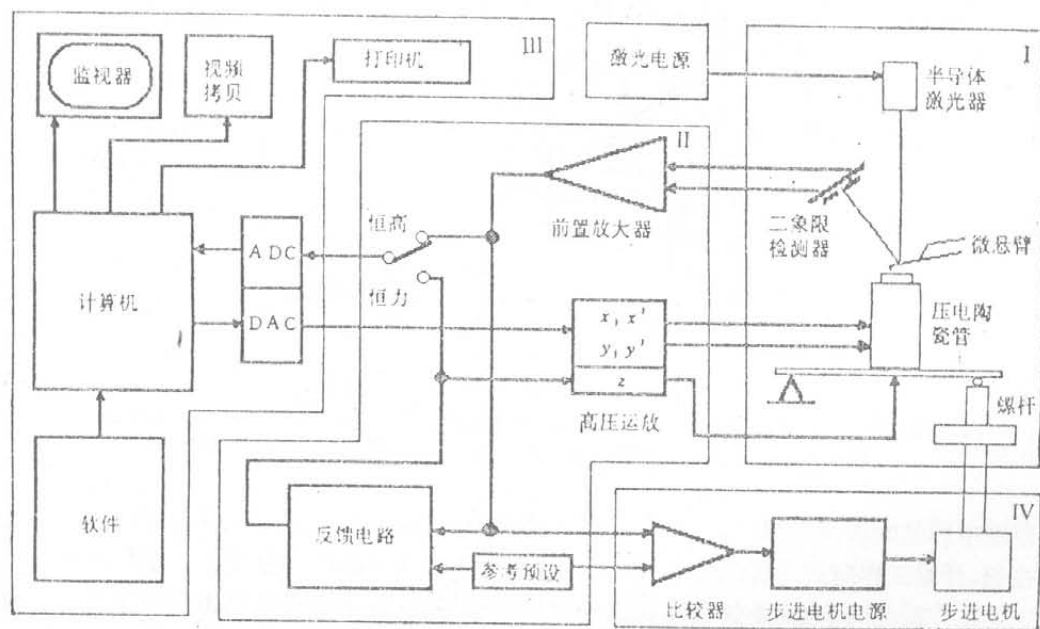 III
监视器
视频
拷贝
打印机
激光电源
I
半导体
激光器
II
前置放大器
二象限
检测器
微悬臂
恒高
恒力
ADC
DAC
计算机
x, x'
y, y'
z
高压运放
压电陶
瓷管
螺杆
软件
反馈电路
参考预设
IV
比较器
步进电机电源
步进电机